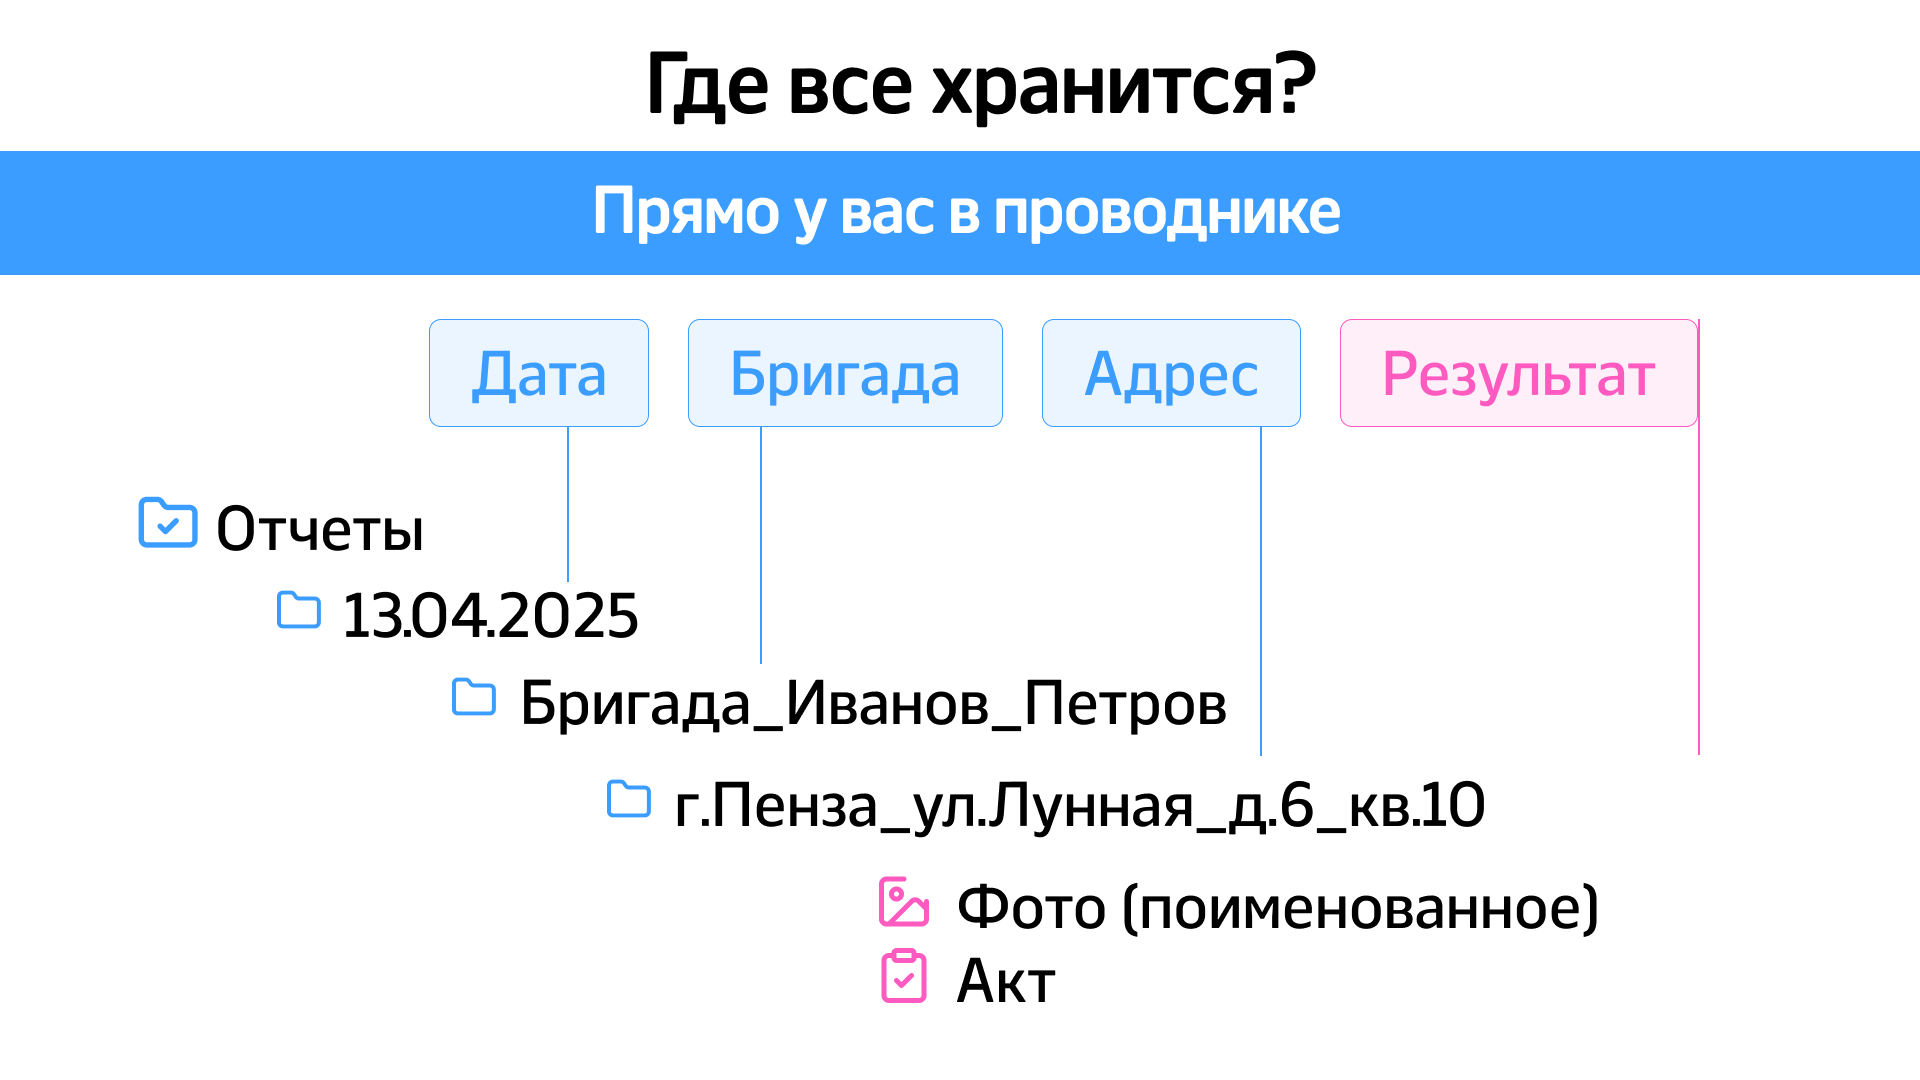 Где все хранится?
Прямо у вас в проводнике
Дата
Бригада
Адрес
Результат
Отчеты
13.04.2025
Бригада_Иванов_Петров
г.Пенза_ул.Лунная_д.6_кв.10
Фото (поименованное)
Акт